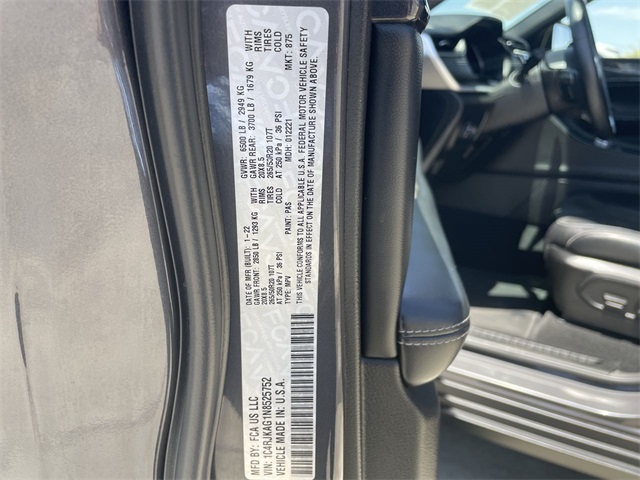 MFD BY: FCA US LLC
VIN: 1C4RJKAG1N8525752
VEHICLE MADE IN: U.S.A.
DATE OF MFR (BUILT): 1-22
GVWR: 6500 LB / 2949 KG
GAWR FRONT: 2850 LB / 1293 KG WITH
20X8.5 RIMS
265/50R20 107T TIRES
AT 250 kPa / 36 PSI COLD
GAWR REAR: 3700 LB / 1679 KG WITH
20X8.5 RIMS
265/50R20 107T TIRES
AT 250 kPa / 36 PSI COLD
TYPE: MPV PAINT: PAS MDH: 012221 MKT: 875
THIS VEHICLE CONFORMS TO ALL APPLICABLE U.S.A. FEDERAL MOTOR VEHICLE SAFETY
STANDARDS IN EFFECT ON THE DATE OF MANUFACTURE SHOWN ABOVE.